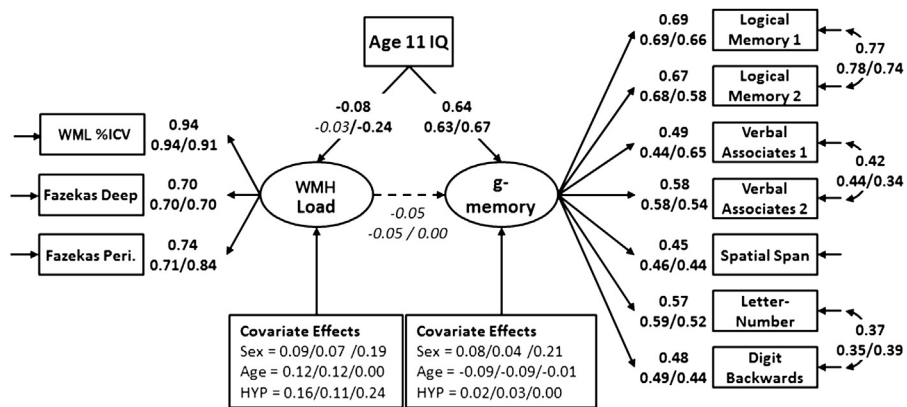 Age 11 IQ
-0.08
-0.03/-0.24
0.64
0.63/0.67
WML %ICV
0.94
0.94/0.91
Fazekas Deep
0.70
0.70/0.70
Fazekas Peri.
0.74
0.71/0.84
WMH
Load
-0.05
-0.05 / 0.00
g-
memory
0.69
0.69/0.66
Logical
Memory 1
0.77
0.78/0.74
0.67
0.68/0.58
Logical
Memory 2
0.49
0.44/0.65
Verbal
Associates 1
0.42
0.44/0.34
0.58
0.58/0.54
Verbal
Associates 2
0.45
0.46/0.44
Spatial Span
0.57
0.59/0.52
Letter-
Number
0.37
0.35/0.39
0.48
0.49/0.44
Digit
Backwards
Covariate Effects
Sex = 0.09/0.07 /0.19
Age = 0.12/0.12/0.00
HYP = 0.16/0.11/0.24
Covariate Effects
Sex = 0.08/0.04 /0.21
Age = -0.09/-0.09/-0.01
HYP = 0.02/0.03/0.00